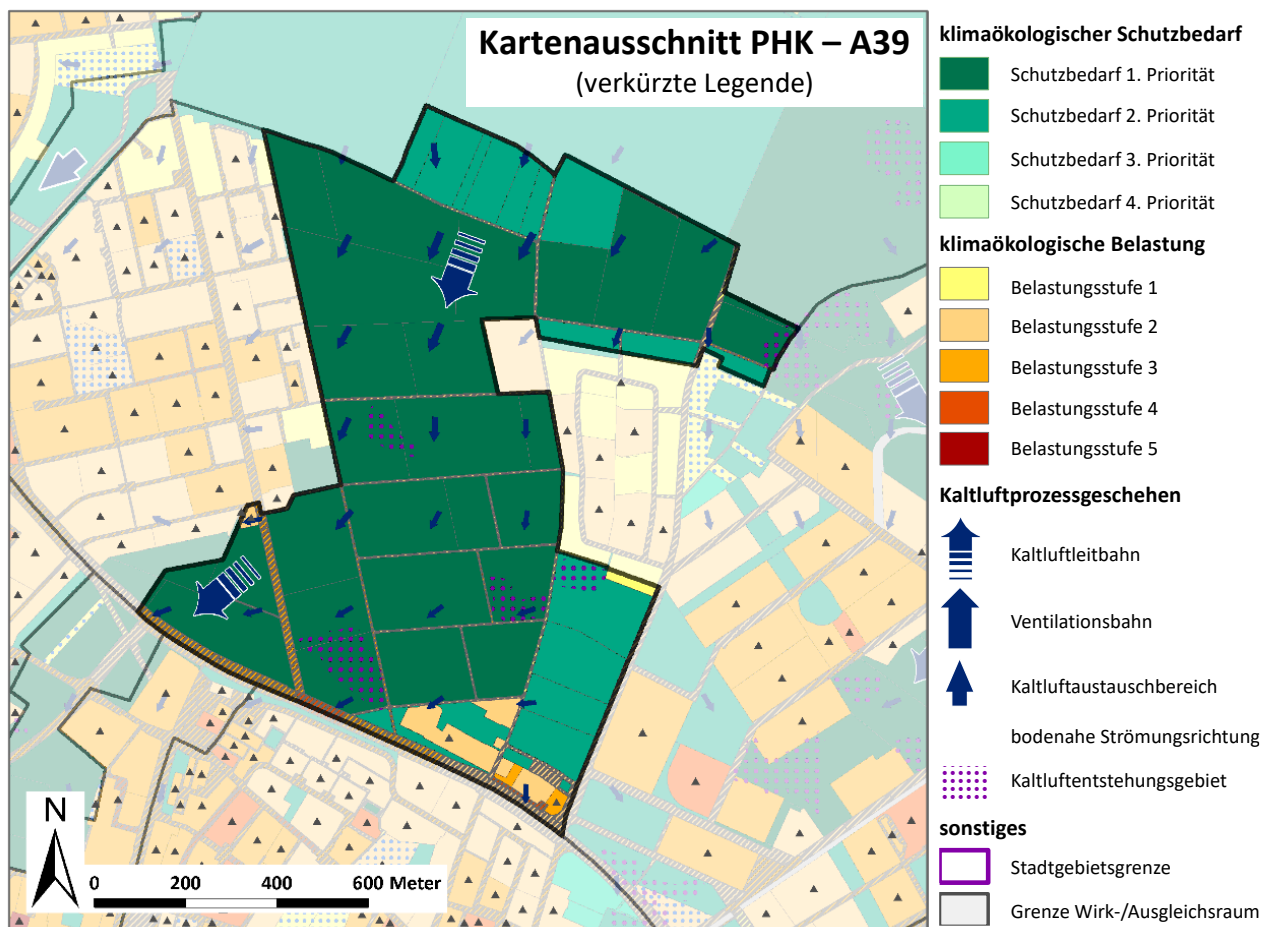 Kartenausschnitt PHK – A39
(verkürzte Legende)
klimaökologischer Schutzbedarf
Schutzbedarf 1. Priorität
Schutzbedarf 2. Priorität
Schutzbedarf 3. Priorität
Schutzbedarf 4. Priorität
klimaökologische Belastung
Belastungsstufe 1
Belastungsstufe 2
Belastungsstufe 3
Belastungsstufe 4
Belastungsstufe 5
Kaltluftprozessgeschehen
Kaltluftleitbahn
Ventilationsbahn
Kaltluftaustauschbereich
bodenahe Strömungsrichtung
Kaltluftentstehungsgebiet
sonstiges
Stadtgebietsgrenze
Grenze Wirk-/Ausgleichsraum
N
0 200 400 600 Meter